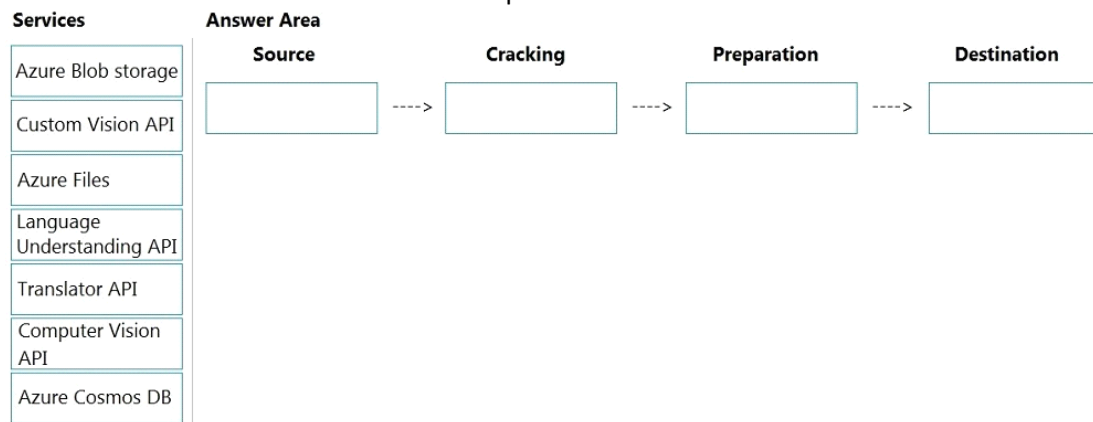 Services
Answer Area
Source
Cracking
Preparation
Destination
Azure Blob storage
---->
---->
---->
Custom Vision API
Azure Files
Language
Understanding API
Translator API
Computer Vision
API
Azure Cosmos DB